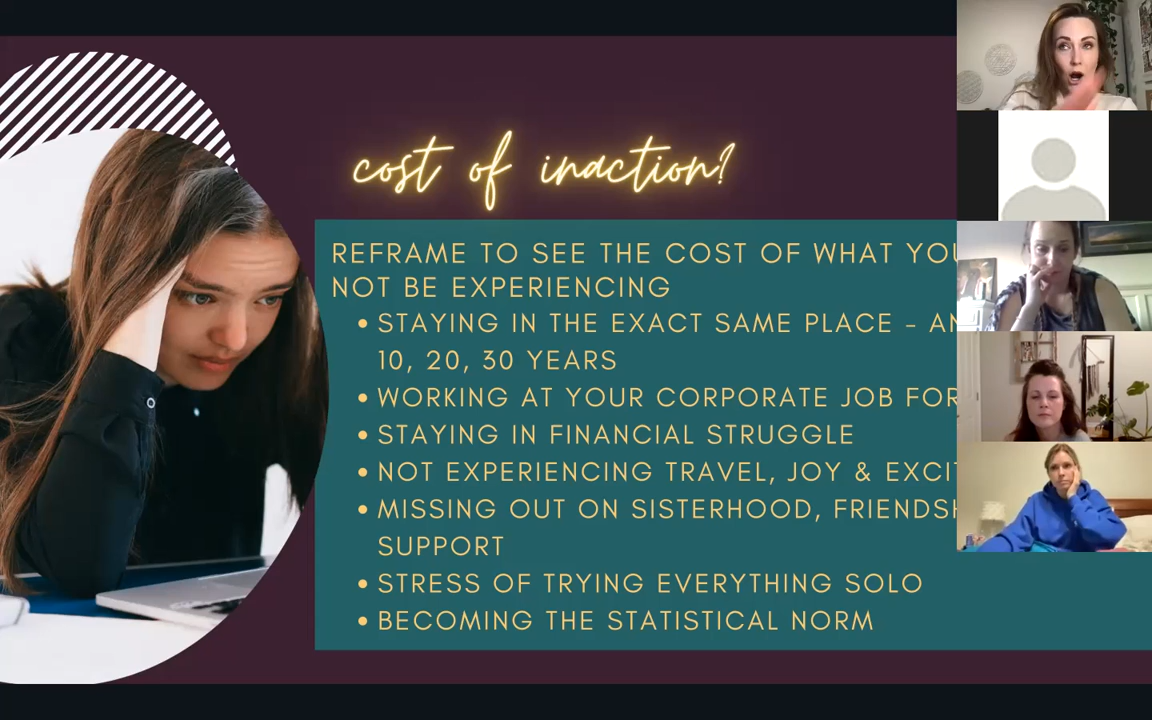 cost of inaction?
REFRAME TO SEE THE COST OF WHAT
NOT BE EXPERIENCING
• STAYING IN THE EXACT SAME PLACE -
10, 20, 30 YEARS
• WORKING AT YOUR CORPORATE JOB FOR
• STAYING IN FINANCIAL STRUGGLE
• NOT EXPERIENCING TRAVEL, JOY &
• MISSING OUT ON SISTERHOOD,
SUPPORT
• STRESS OF TRYING EVERYTHING SOLO
• BECOMING THE STATISTICAL NORM